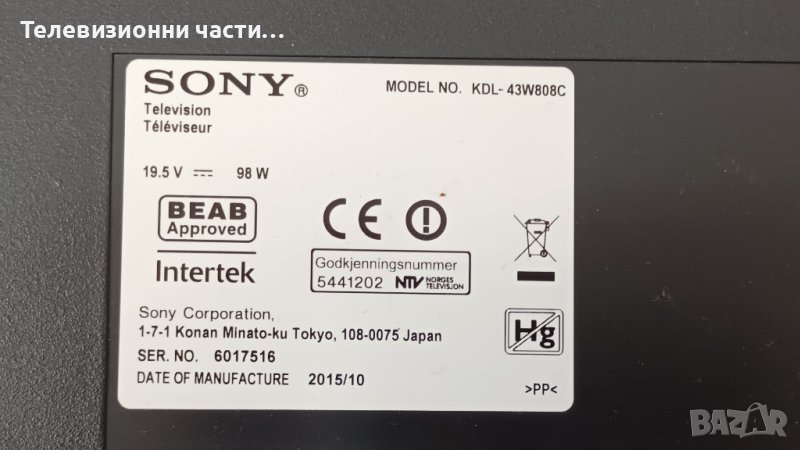 Телевизионни части…
SONY®
MODEL NO. KDL- 43W808C
Television
Téléviseur
19.5 V ⎓ 98 W
BEAB
Approved
Intertek
CE
Godkjenningsnummer
5441202 NTV NORGES TELEVISJON
Sony Corporation,
1-7-1 Konan Minato-ku Tokyo, 108-0075 Japan
Hg
SER. NO. 6017516
DATE OF MANUFACTURE 2015/10
>PP<
BAZAR